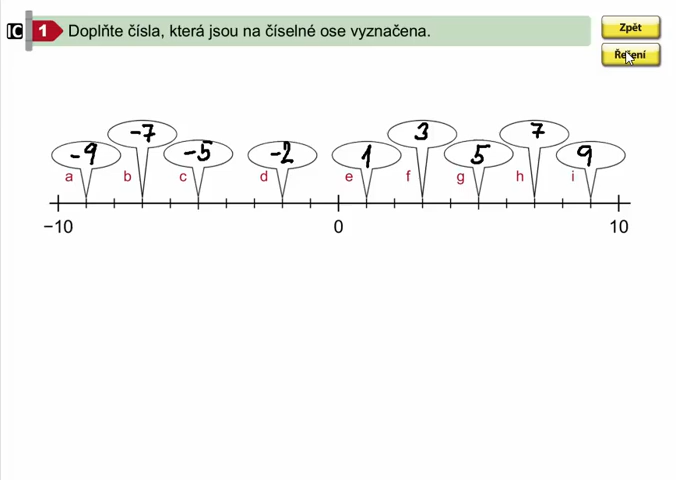 IC 1 Doplňte čísla, která jsou na číselné ose vyznačena.
Zpět
Řešení
-9 -7 -5 -2 1 3 5 7 9
a b c d e f g h i
−10 0 10